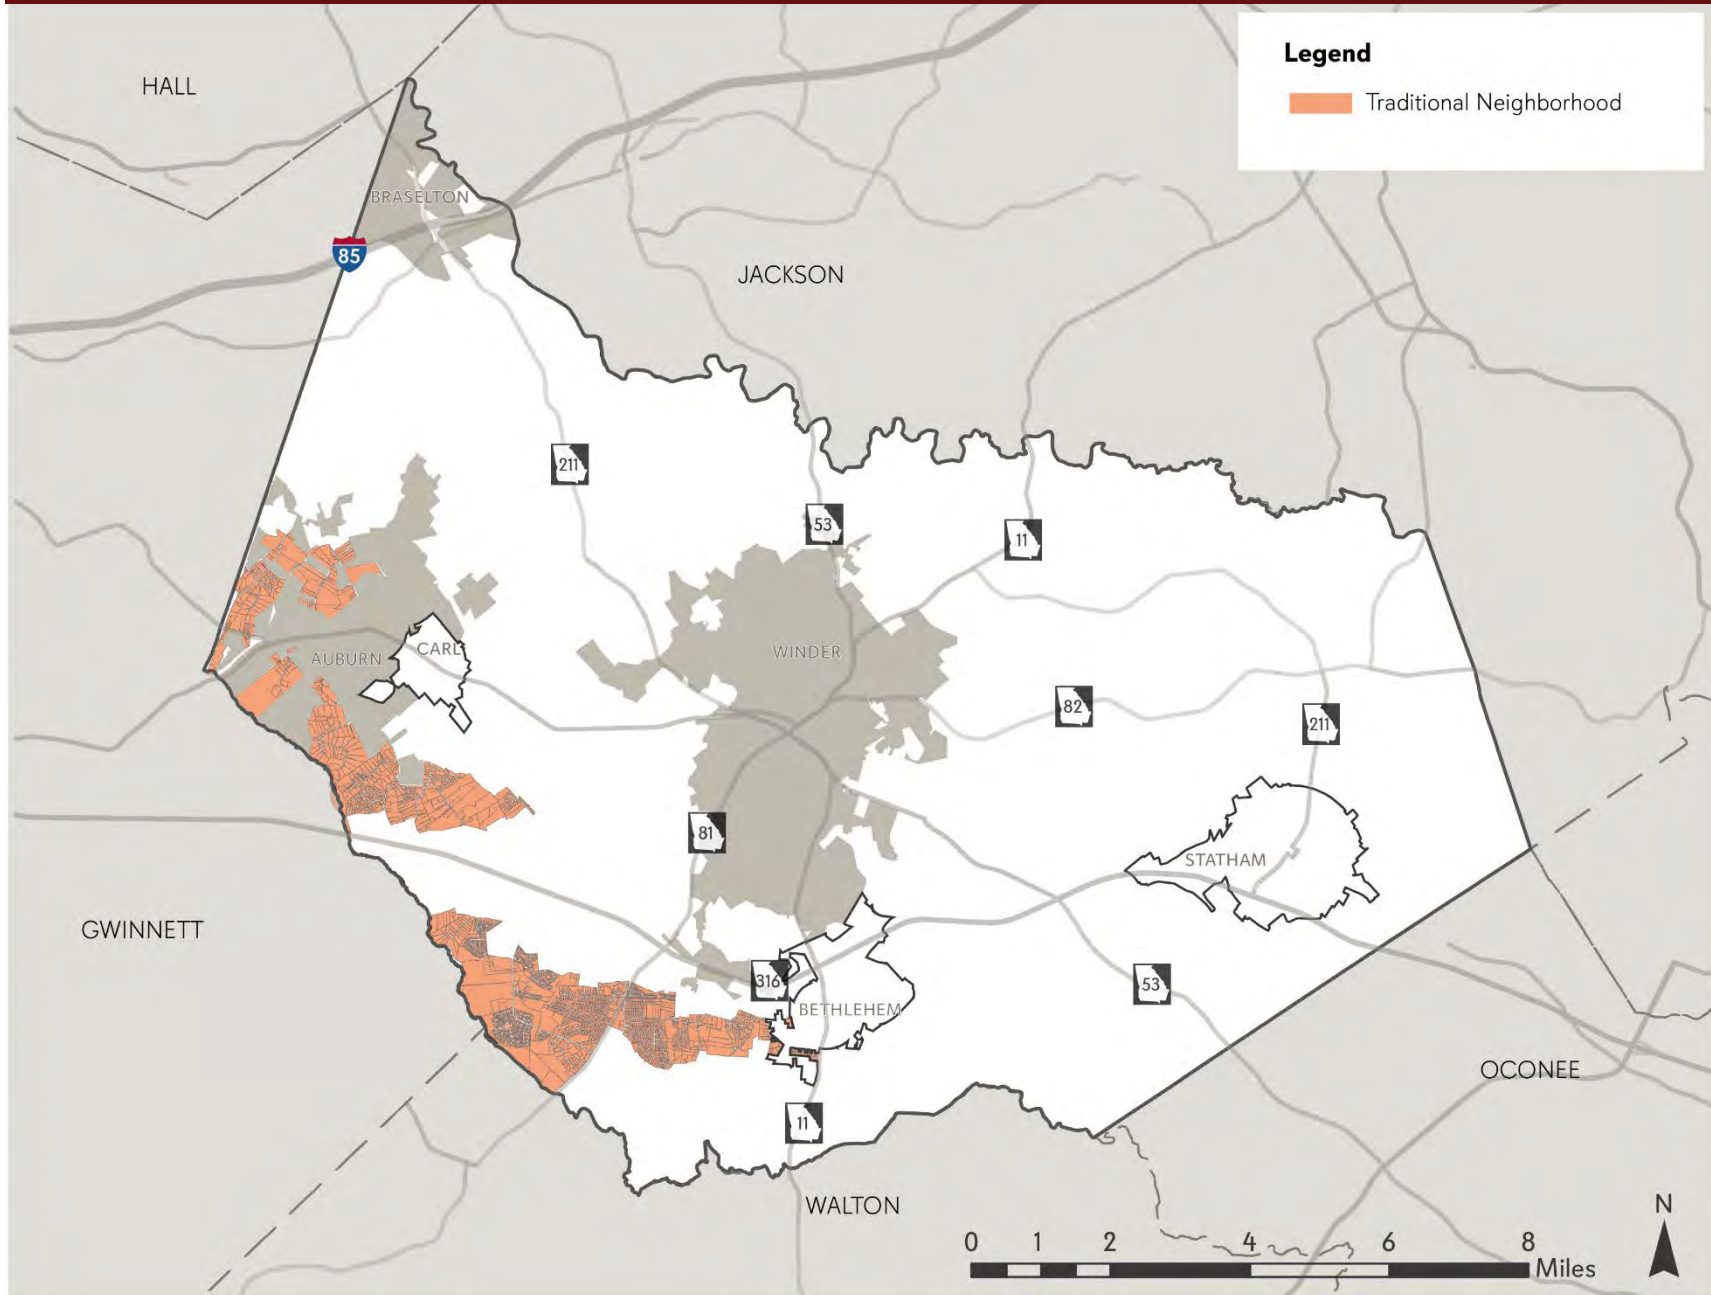 Legend
Traditional Neighborhood
HALL
BRASELTON
85
JACKSON
211
53
11
CARL
AUBURN
WINDER
82
211
81
STATHAM
GWINNETT
316
53
BETHLEHEM
OCONEE
11
WALTON
N
0 1 2 4 6 8
Miles